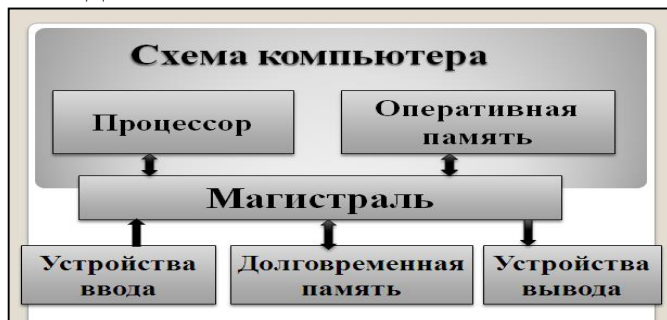 Схема компьютера
Процессор
Оперативная
память
Магистраль
Устройства
ввода
Долговременная
память
Устройства
вывода